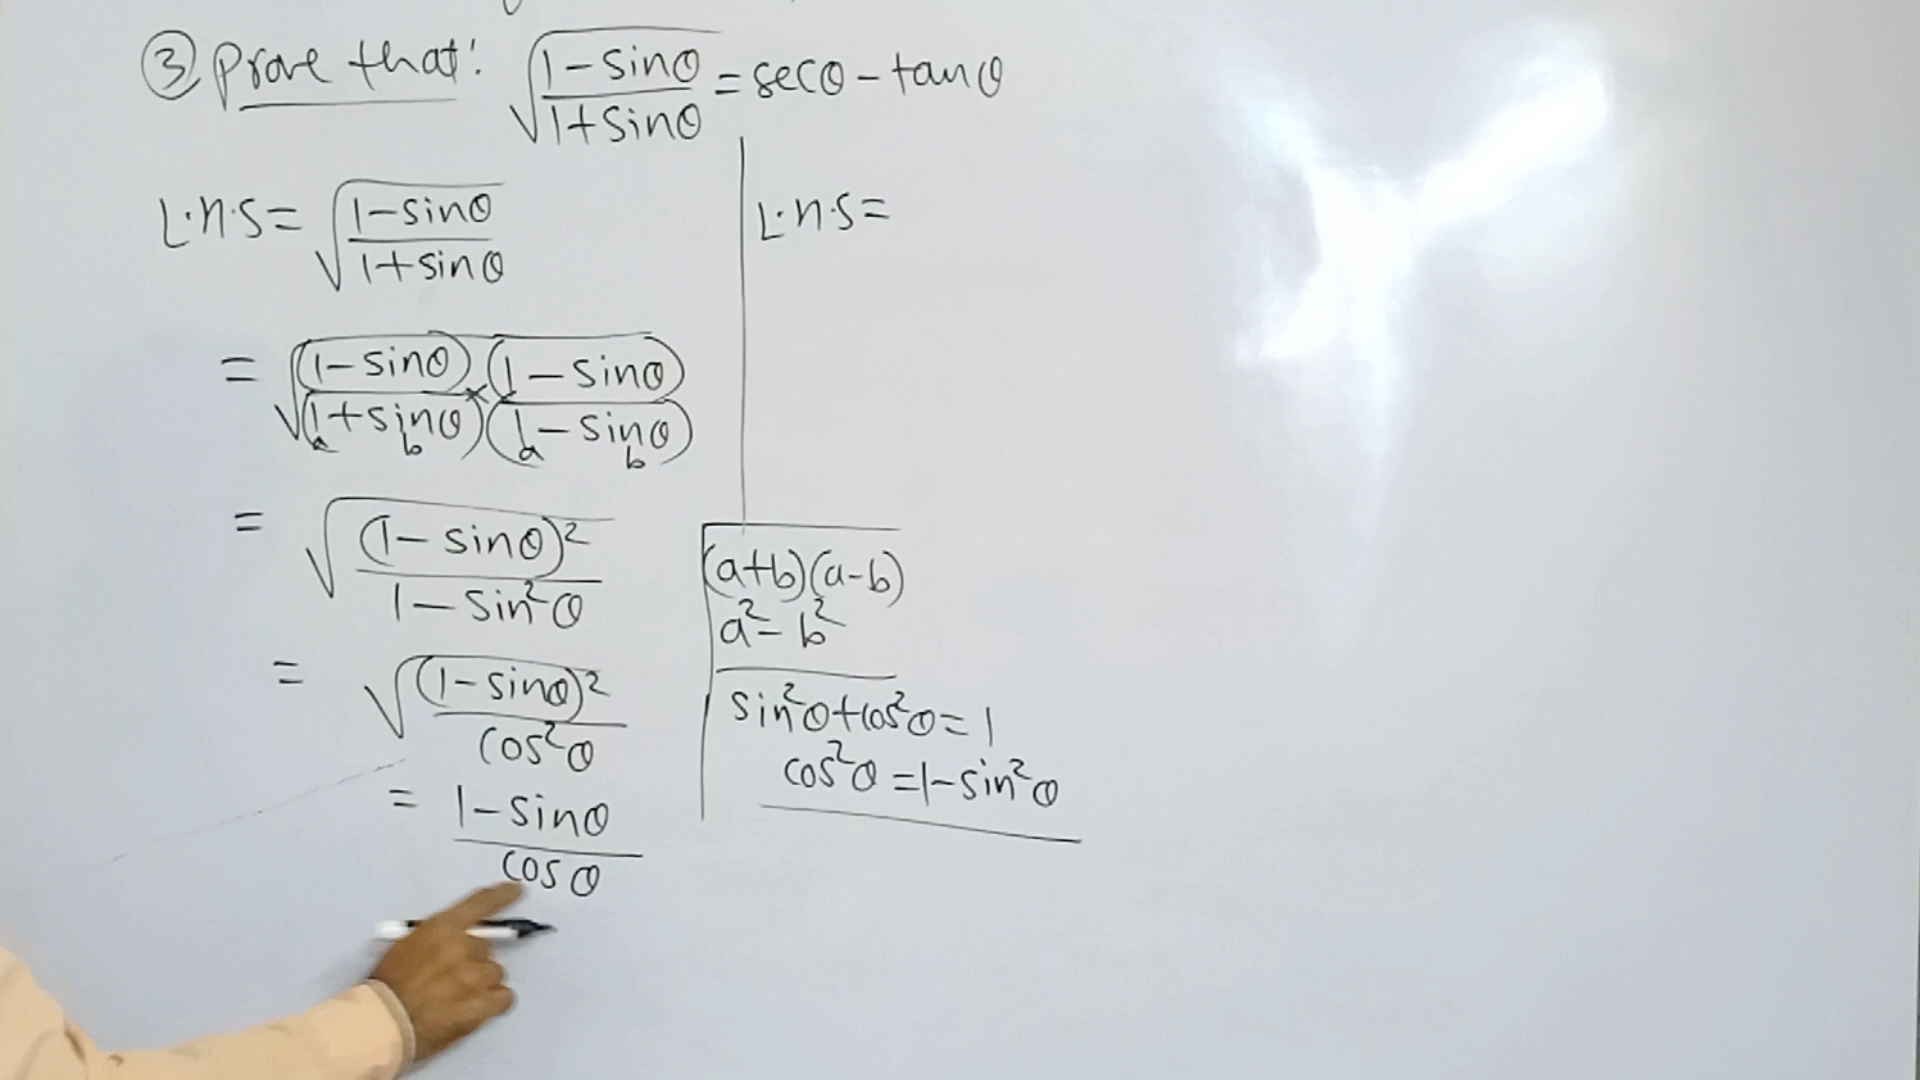 ③ Prove that: √(1-sinθ)/(1+sinθ) = secθ - tanθ
L.H.S = √(1-sinθ)/(1+sinθ)
= √(1-sinθ)/(1+sinθ) × (1-sinθ)/(1-sinθ)
a b a b
= √(1-sinθ)²/(1-sin²θ)
= √(1-sinθ)²/cos²θ
= (1-sinθ)/cosθ
L.H.S =
(a+b)(a-b)
a²-b²
sin²θ+cos²θ=1
cos²θ=1-sin²θ